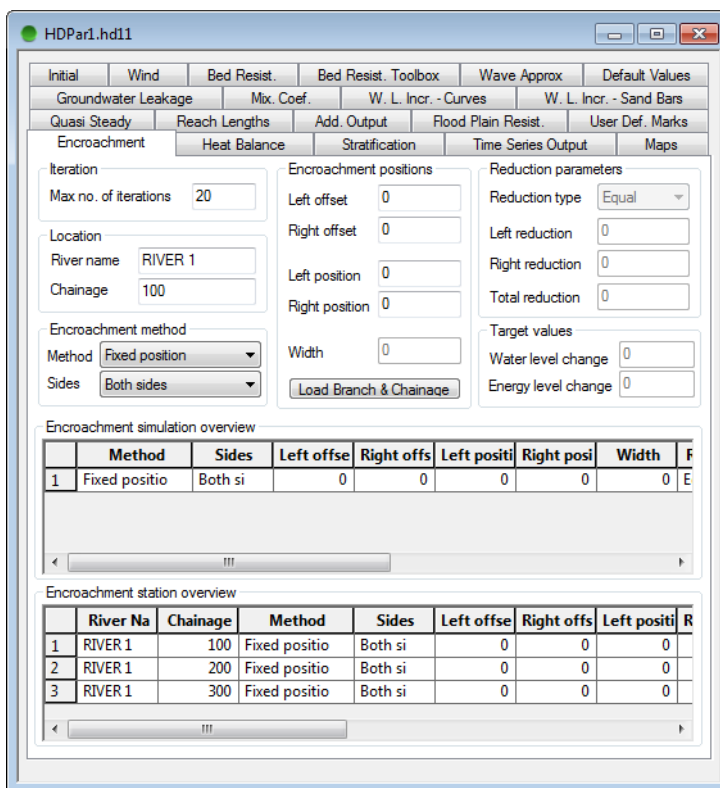 HDPar1.hd11
Initial Wind Bed Resist. Bed Resist. Toolbox Wave Approx Default Values
Groundwater Leakage Mix. Coef. W. L. Incr. - Curves W. L. Incr. - Sand Bars
Quasi Steady Reach Lengths Add. Output Flood Plain Resist. User Def. Marks
Encroachment Heat Balance Stratification Time Series Output Maps
Iteration
Max no. of iterations 20
Location
River name RIVER 1
Chainage 100
Encroachment method
Method Fixed position
Sides Both sides
Encroachment positions
Left offset 0
Right offset 0
Left position 0
Right position 0
Width 0
Load Branch & Chainage
Reduction parameters
Reduction type Equal
Left reduction 0
Right reduction 0
Total reduction 0
Target values
Water level change 0
Energy level change 0
Encroachment simulation overview
Method Sides Left offse Right offs Left positi Right posi Width
1 Fixed positio Both si 0 0 0 0 0 E
Encroachment station overview
River Na Chainage Method Sides Left offse Right offs Left positi R
1 RIVER 1 100 Fixed positio Both si 0 0 0
2 RIVER 1 200 Fixed positio Both si 0 0 0
3 RIVER 1 300 Fixed positio Both si 0 0 0